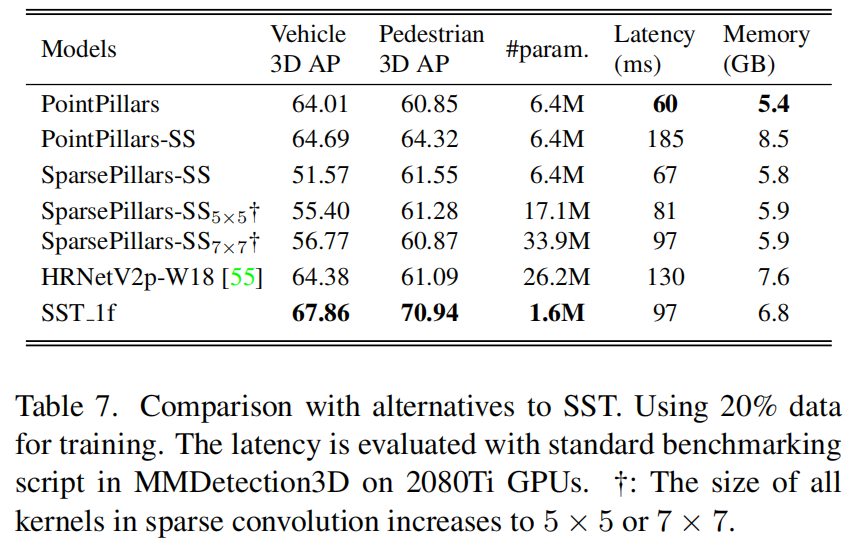 Models Vehicle 3D AP Pedestrian 3D AP #param. Latency (ms) Memory (GB)
PointPillars 64.01 60.85 6.4M 60 5.4
PointPillars-SS 64.69 64.32 6.4M 185 8.5
SparsePillars-SS 51.57 61.55 6.4M 67 5.8
SparsePillars-SS5×5† 55.40 61.28 17.1M 81 5.9
SparsePillars-SS7×7† 56.77 60.87 33.9M 97 5.9
HRNetV2p-W18 [55] 64.38 61.09 26.2M 130 7.6
SST_1f 67.86 70.94 1.6M 97 6.8
Table 7. Comparison with alternatives to SST. Using 20% data
for training. The latency is evaluated with standard benchmarking
script in MMDetection3D on 2080Ti GPUs. †: The size of all
kernels in sparse convolution increases to 5 × 5 or 7 × 7.